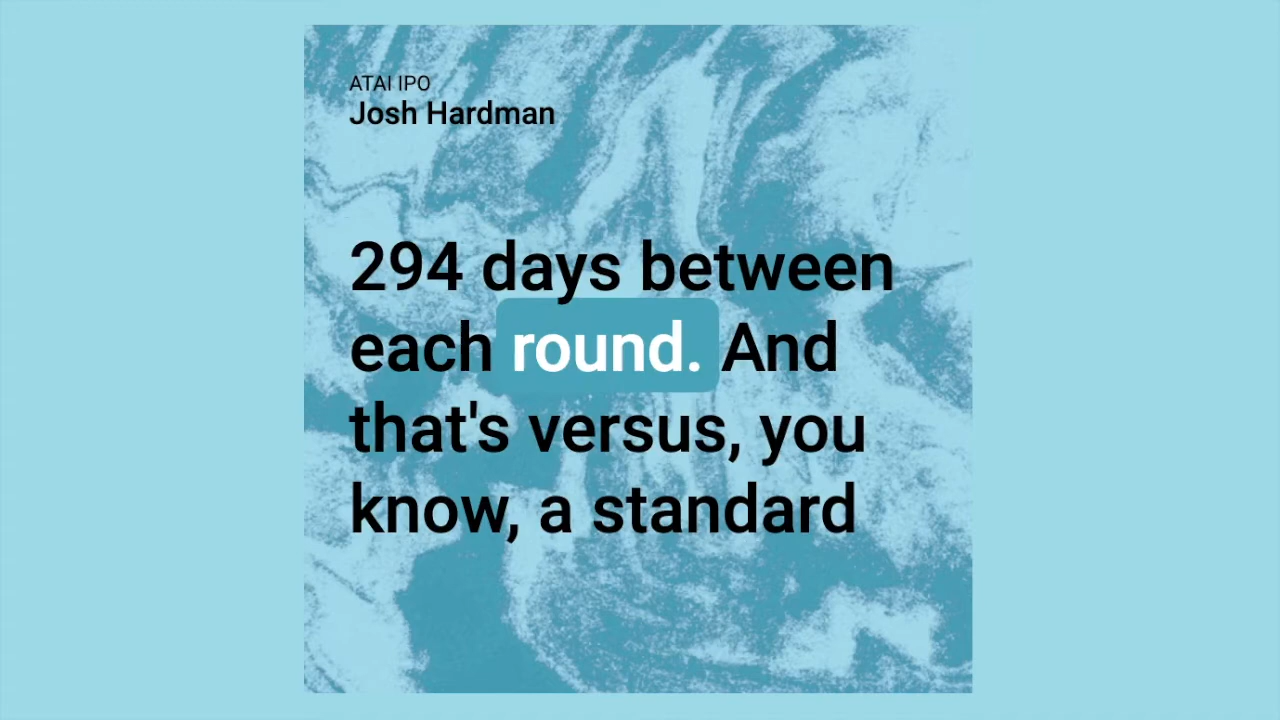 ATAI IPO
Josh Hardman
294 days between
each round. And
that's versus, you
know, a standard